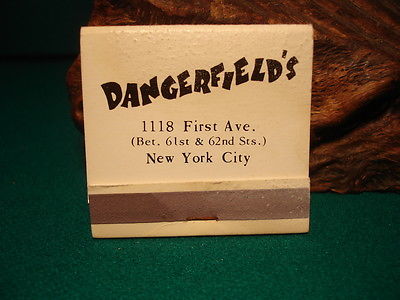 DANGERFIELD'S
1118 First Ave.
(Bet. 61st & 62nd Sts.)
New York City